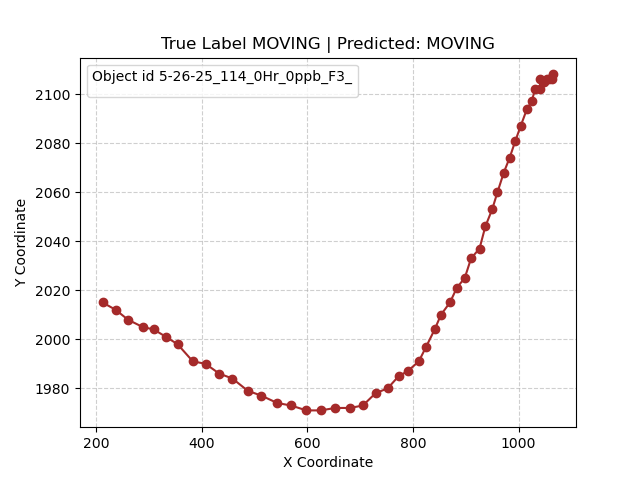 True Label MOVING | Predicted: MOVING
Object id 5-26-25_114_0Hr_0ppb_F3_
2100
2080
2060
2040
2020
2000
1980
Y Coordinate
200 400 600 800 1000
X Coordinate